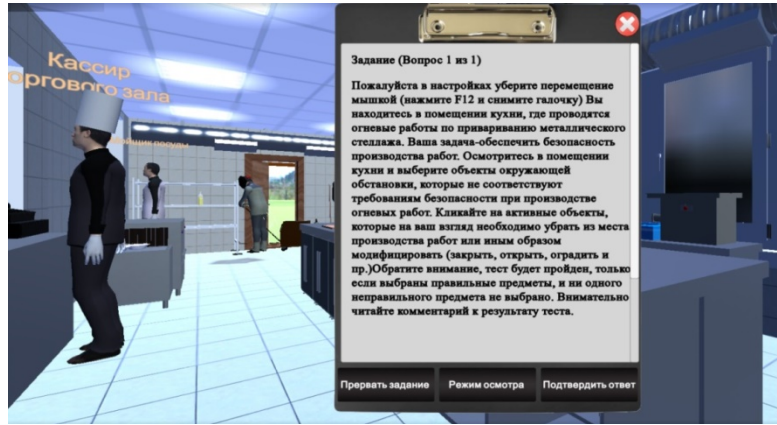 Кассир
оргового зала
посуды
Задание (Вопрос 1 из 1)
Пожалуйста в настройках уберите перемещение
мышкой (нажмите F12 и снимите галочку) Вы
находитесь в помещении кухни, где проводятся
огневые работы по привариванию металлического
стеллажа. Ваша задача-обеспечить безопасность
производства работ. Осмотритесь в помещении
кухни и выберите объекты окружающей
обстановки, которые не соответствуют
требованиям безопасности при производстве
огневых работ. Кликайте на активные объекты,
которые на ваш взгляд необходимо убрать из места
производства работ или иным образом
модифицировать (закрыть, открыть, оградить и
пр.)Обратите внимание, тест будет пройден, только
если выбраны правильные предметы, и ни одного
неправильного предмета не выбрано. Внимательно
читайте комментарий к результату теста.
Прервать задание
Режим осмотра
Подтвердить ответ